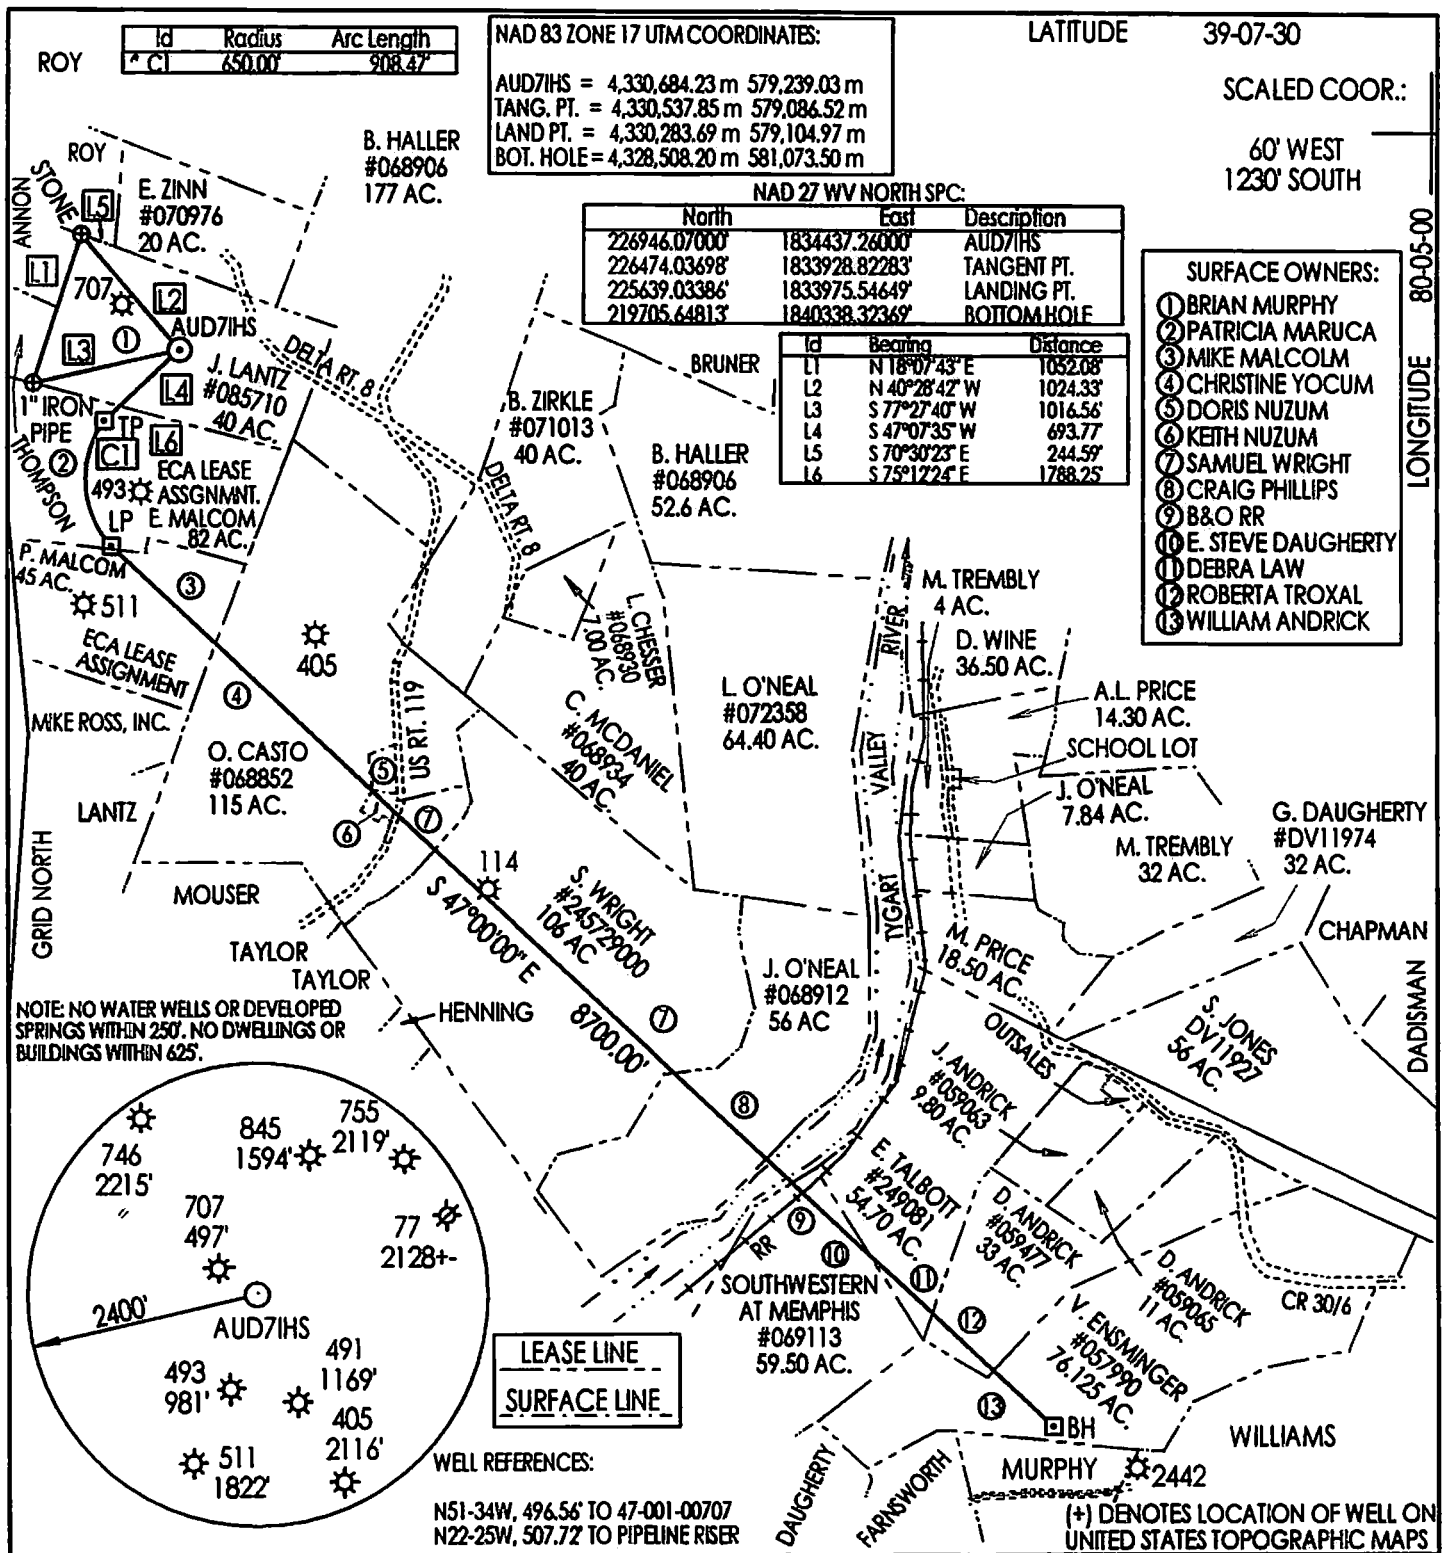 Id Radius Arc Length
C1 650.00' 908.47'
NAD 83 ZONE 17 UTM COORDINATES:
AUD7IHS = 4,330,684.23 m 579,239.03 m
TANG. PT. = 4,330,537.85 m 579,086.52 m
LAND PT. = 4,330,283.69 m 579,104.97 m
BOT. HOLE = 4,328,508.20 m 581,073.50 m
LATITUDE 39-07-30
SCALED COOR.:
60' WEST
1230' SOUTH
LONGITUDE 80-05-00
NAD 27 WV NORTH SPC:
North East Description
226946.07000' 1834437.26000' AUD7IHS
226474.03698' 1833928.82283' TANGENT PT.
225639.03386' 1833975.54649' LANDING PT.
219705.64813' 1840338.32369' BOTTOM HOLE
Id Bearing Distance
L1 N 18°07'43" E 1052.08'
L2 N 40°28'42" W 1024.33'
L3 S 77°27'40" W 1016.56'
L4 S 47°07'35" W 693.77'
L5 S 70°30'23" E 244.59'
L6 S 75°12'24" E 1788.25'
SURFACE OWNERS:
1 BRIAN MURPHY
2 PATRICIA MARUCA
3 MIKE MALCOLM
4 CHRISTINE YOCUM
5 DORIS NUZUM
6 KEITH NUZUM
7 SAMUEL WRIGHT
8 CRAIG PHILLIPS
9 B&O RR
10 E. STEVE DAUGHERTY
11 DEBRA LAW
12 ROBERTA TROXAL
13 WILLIAM ANDRICK
ROY
ROY
ANNON
STONE
L5
E. ZINN
#070976
20 AC.
B. HALLER
#068906
177 AC.
L1
707
L2
AUD7IHS
1
L3
L4
J. LANTZ
#085710
40 AC.
1" IRON
PIPE
TP
C1
L6
2
THOMPSON
ECA LEASE
ASSGNMNT.
493
E. MALCOM
82 AC.
LP
P. MALCOM
45 AC.
3
511
ECA LEASE
ASSIGNMENT
4
405
DELTA RT. 8
DELTA RT. 8
B. ZIRKLE
#071013
40 AC.
BRUNER
B. HALLER
#068906
52.6 AC.
L. CHESSER
#068930
7.00 AC.
C. MCDANIEL
#068934
40 AC.
L. O'NEAL
#072358
64.40 AC.
MIKE ROSS, INC.
O. CASTO
#068852
115 AC.
LANTZ
US RT. 119
5
6
7
MOUSER
TAYLOR
TAYLOR
HENNING
GRID NORTH
114
S 47°00'00" E
8700.00'
S. WRIGHT
#245729000
106 AC
7
J. O'NEAL
#068912
56 AC
8
TYGART
VALLEY
RIVER
M. TREMBLY
4 AC.
D. WINE
36.50 AC.
A.L. PRICE
14.30 AC.
SCHOOL LOT
J. O'NEAL
7.84 AC.
M. TREMBLY
32 AC.
G. DAUGHERTY
#DV11974
32 AC.
CHAPMAN
DADISMAN
M. PRICE
18.50 AC.
OUTSALES
S. JONES
DV11927
56 AC.
J. ANDRICK
#059063
9.80 AC.
E. TALBOTT
#249081
54.70 AC.
D. ANDRICK
#059477
33 AC.
D. ANDRICK
#059065
11 AC.
V. ENSMINGER
#057990
76.125 AC.
CR 30/6
9
10
11
12
13
RR
SOUTHWESTERN
AT MEMPHIS
#069113
59.50 AC.
BH
WILLIAMS
MURPHY
2442
DAUGHERTY
FARNSWORTH
NOTE: NO WATER WELLS OR DEVELOPED
SPRINGS WITHIN 250'. NO DWELLINGS OR
BUILDINGS WITHIN 625'.
746
2215'
845
1594'
755
2119'
707
497'
77
2128+-
2400'
AUD7IHS
493
981'
491
1169'
405
2116'
511
1822'
LEASE LINE
SURFACE LINE
WELL REFERENCES:
N51-34W, 496.56' TO 47-001-00707
N22-25W, 507.72' TO PIPELINE RISER
(+) DENOTES LOCATION OF WELL ON
UNITED STATES TOPOGRAPHIC MAPS